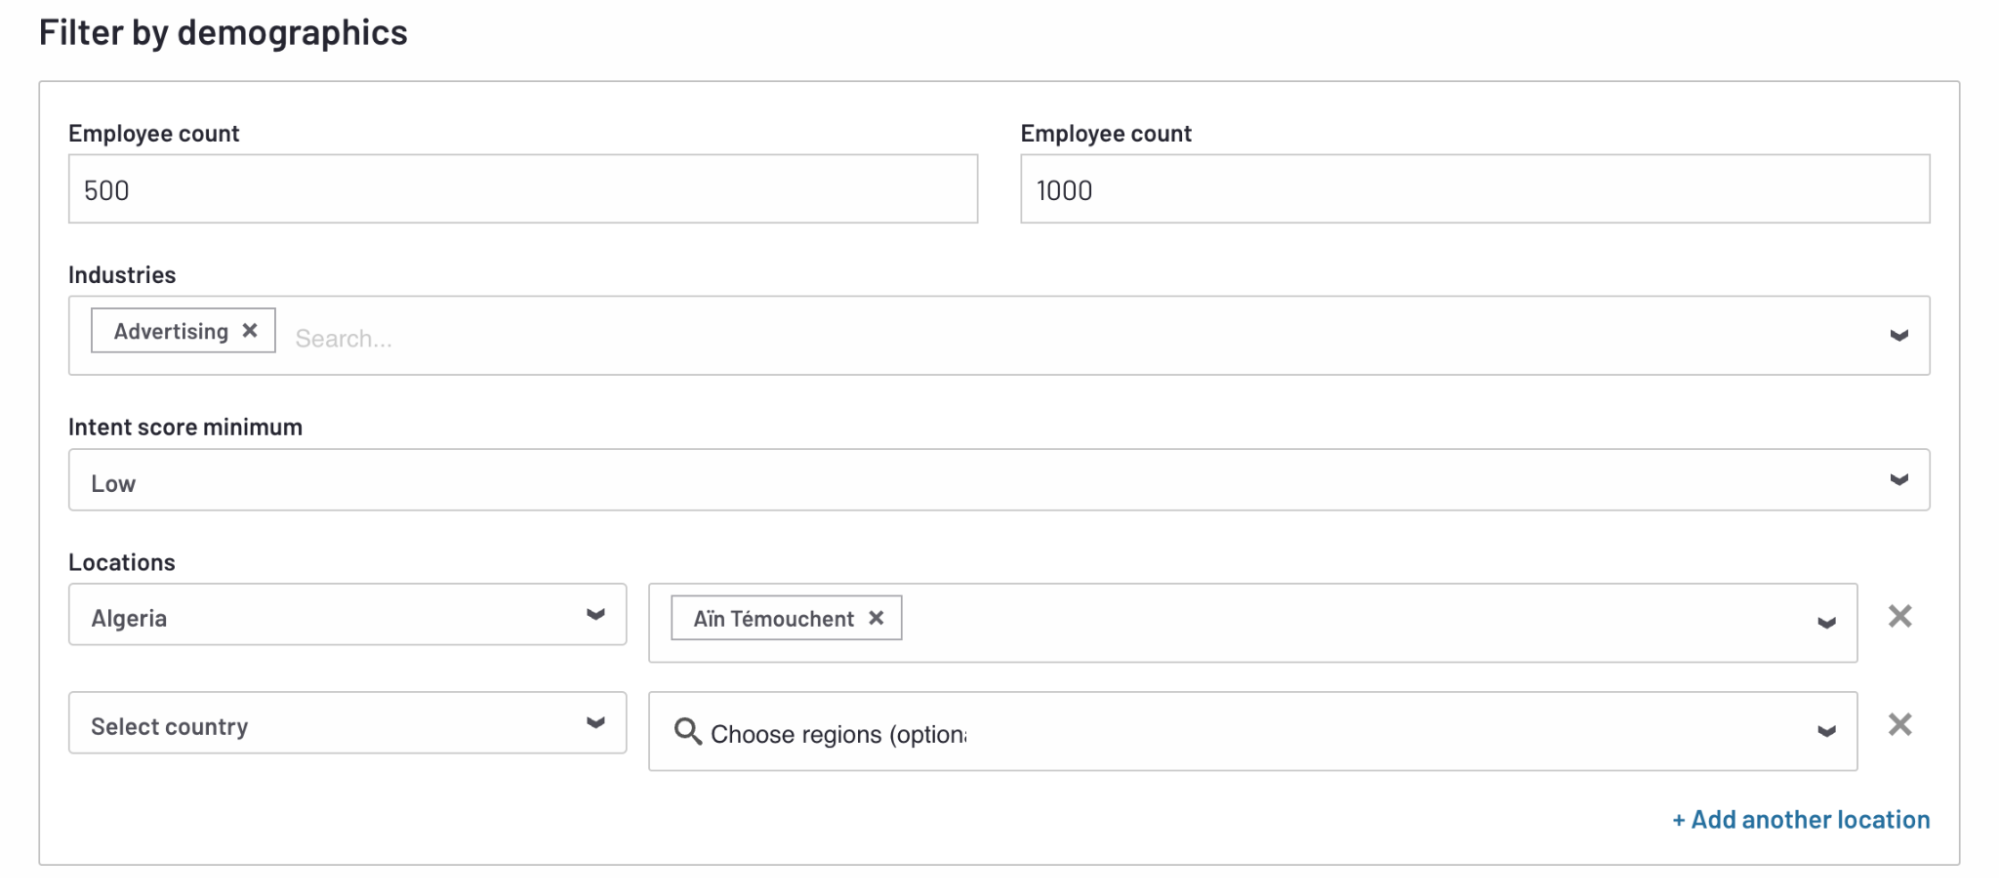 Filter by demographics
Employee count
Employee count
500
1000
Industries
Advertising
Search...
Intent score minimum
Low
Locations
Algeria
Aïn Témouchent
Select country
Choose regions (option
+ Add another location